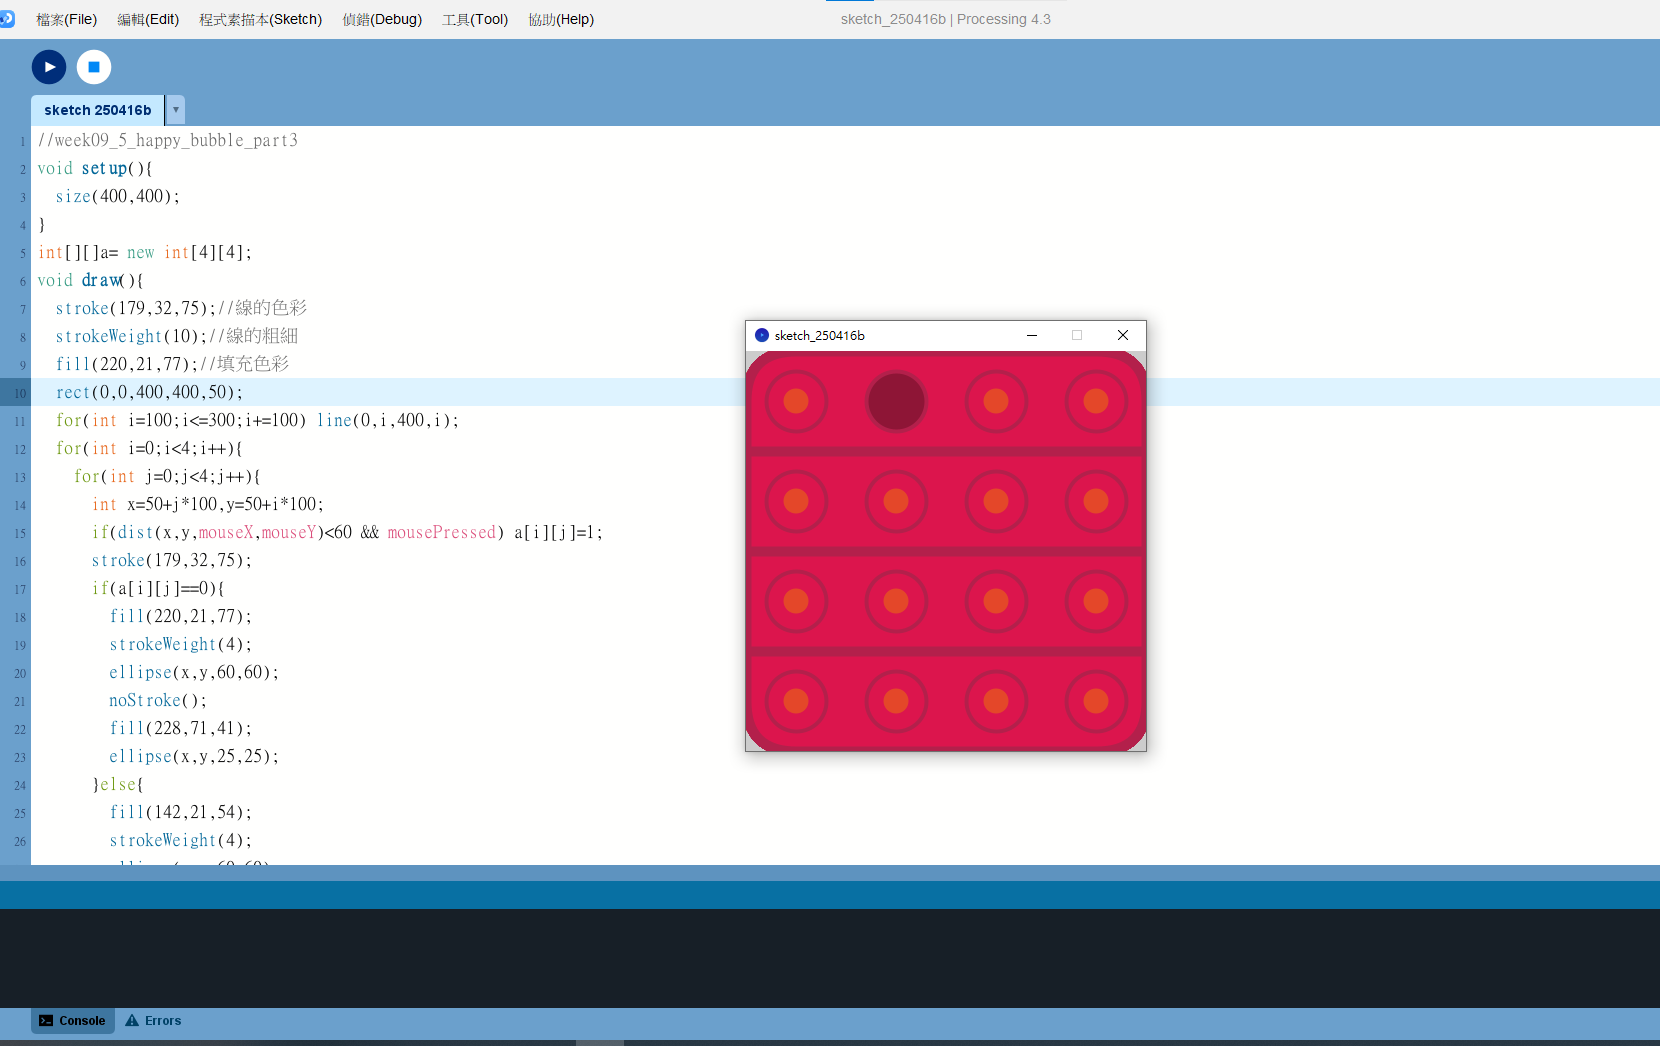 檔案(File) 編輯(Edit) 程式素描本(Sketch) 偵錯(Debug) 工具(Tool) 協助(Help) sketch_250416b | Processing 4.3
sketch 250416b
1 //week09_5_happy_bubble_part3
2 void setup(){
3 size(400,400);
4 }
5 int[][]a= new int[4][4];
6 void draw(){
7 stroke(179,32,75);//線的色彩
8 strokeWeight(10);//線的粗細
9 fill(220,21,77);//填充色彩
10 rect(0,0,400,400,50);
11 for(int i=100;i<=300;i+=100) line(0,i,400,i);
12 for(int i=0;i<4;i++){
13 for(int j=0;j<4;j++){
14 int x=50+j*100,y=50+i*100;
15 if(dist(x,y,mouseX,mouseY)<60 && mousePressed) a[i][j]=1;
16 stroke(179,32,75);
17 if(a[i][j]==0){
18 fill(220,21,77);
19 strokeWeight(4);
20 ellipse(x,y,60,60);
21 noStroke();
22 fill(228,71,41);
23 ellipse(x,y,25,25);
24 }else{
25 fill(142,21,54);
26 strokeWeight(4);
sketch_250416b
Console Errors